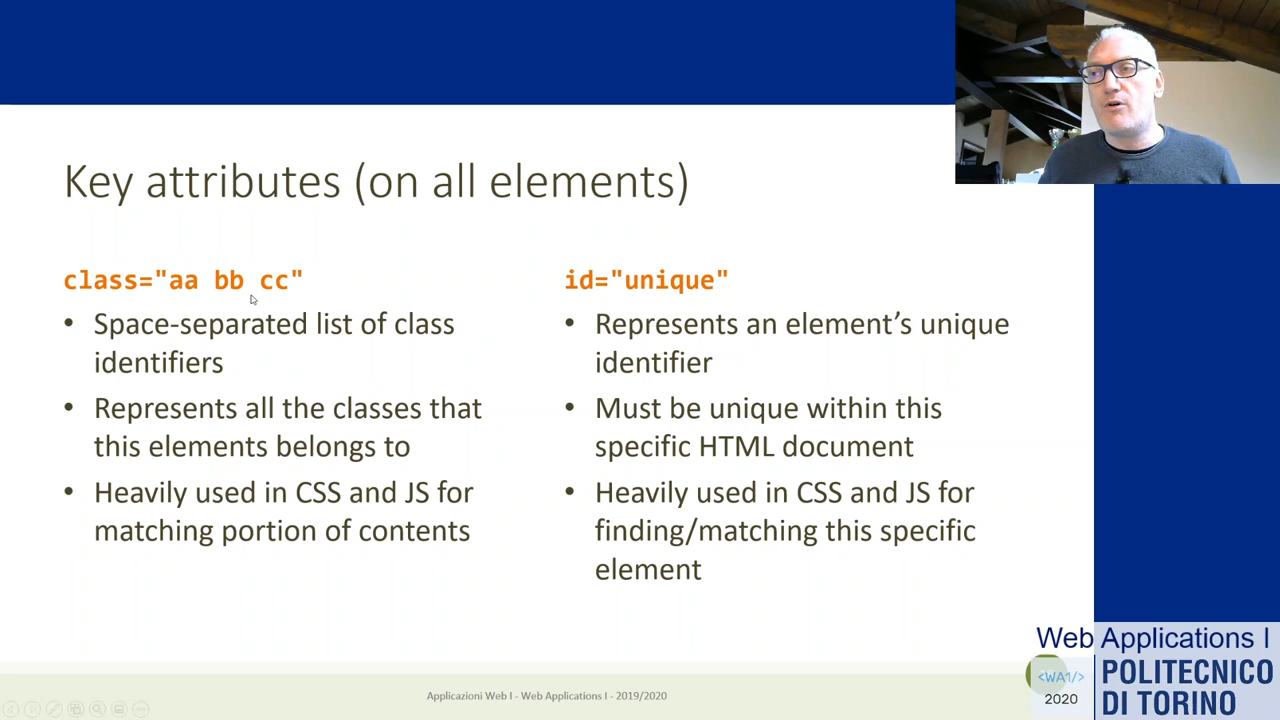 Key attributes (on all elements)
class="aa bb cc"
• Space-separated list of class
identifiers
• Represents all the classes that
this elements belongs to
• Heavily used in CSS and JS for
matching portion of contents
id="unique"
• Represents an element’s unique
identifier
• Must be unique within this
specific HTML document
• Heavily used in CSS and JS for
finding/matching this specific
element
Applicazioni Web I - Web Applications I - 2019/2020
Web Applications I
<WA1/>
2020
POLITECNICO
DI TORINO